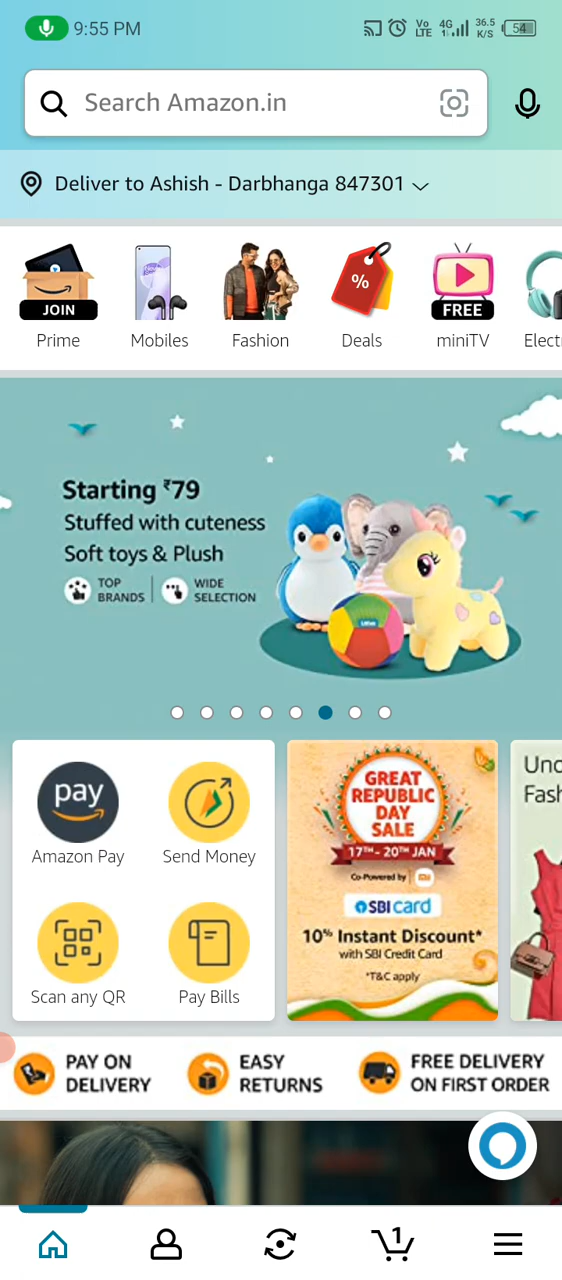 9:55 PM
Vo LTE 4G 36.5 K/S 54
Search Amazon.in
Deliver to Ashish - Darbhanga 847301
JOIN
%
FREE
Prime
Mobiles
Fashion
Deals
miniTV
Elect
Starting ₹79
Stuffed with cuteness
Soft toys & Plush
TOP BRANDS
WIDE SELECTION
pay
Amazon Pay
Send Money
Scan any QR
Pay Bills
GREAT
REPUBLIC
DAY
SALE
17TH - 20TH JAN
Co-Powered by mi
SBI card
10% Instant Discount*
with SBI Credit Card
*T&C apply
Und
Fash
PAY ON
DELIVERY
EASY
RETURNS
FREE DELIVERY
ON FIRST ORDER
1